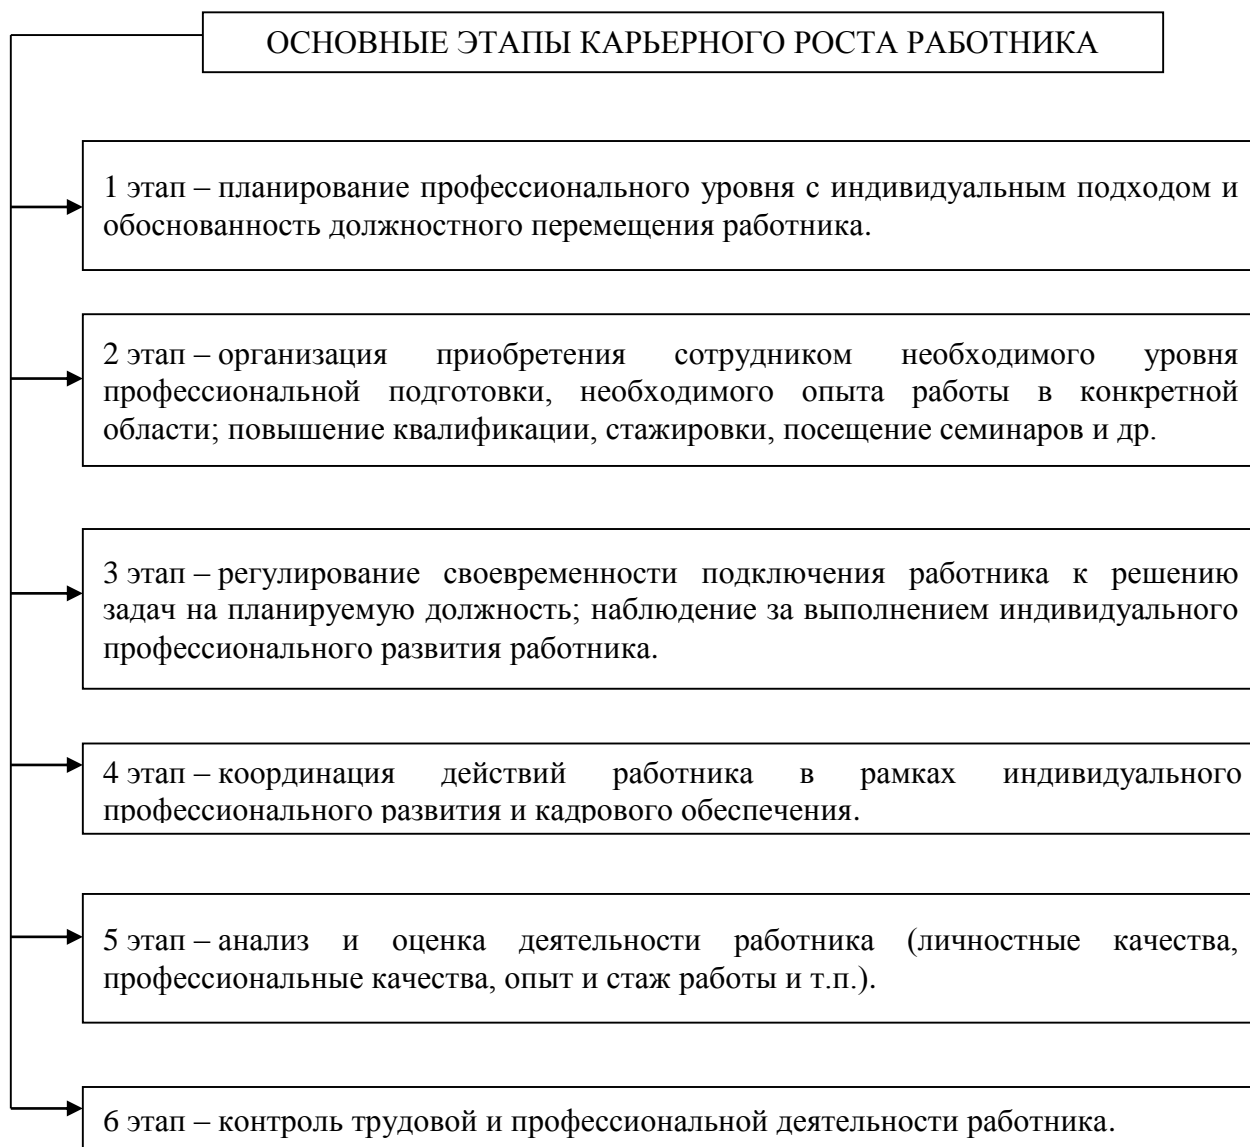 ОСНОВНЫЕ ЭТАПЫ КАРЬЕРНОГО РОСТА РАБОТНИКА
1 этап – планирование профессионального уровня с индивидуальным подходом и
обоснованность должностного перемещения работника.
2 этап – организация приобретения сотрудником необходимого уровня
профессиональной подготовки, необходимого опыта работы в конкретной
области; повышение квалификации, стажировки, посещение семинаров и др.
3 этап – регулирование своевременности подключения работника к решению
задач на планируемую должность; наблюдение за выполнением индивидуального
профессионального развития работника.
4 этап – координация действий работника в рамках индивидуального
профессионального развития и кадрового обеспечения.
5 этап – анализ и оценка деятельности работника (личностные качества,
профессиональные качества, опыт и стаж работы и т.п.).
6 этап – контроль трудовой и профессиональной деятельности работника.